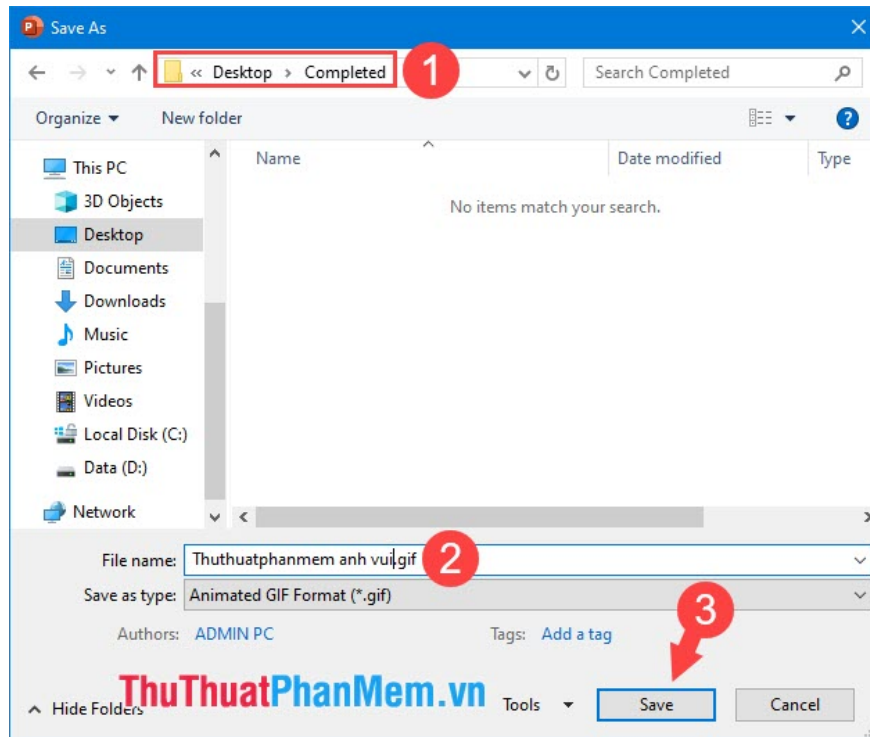 Save As
« Desktop › Completed
1
Search Completed
Organize
New folder
Name
Date modified
Type
This PC
3D Objects
Desktop
Documents
Downloads
Music
Pictures
Videos
Local Disk (C:)
Data (D:)
Network
No items match your search.
File name: Thuthuatphanmem anh vui.gif
2
Save as type: Animated GIF Format (*.gif)
Authors: ADMIN PC
Tags: Add a tag
3
ThuThuatPhanMem.vn
Hide Folders
Tools
Save
Cancel